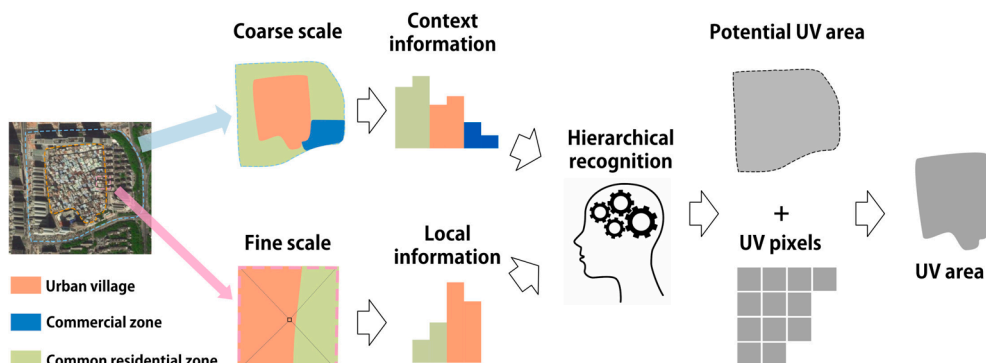 Coarse scale
Context
information
Potential UV area
Hierarchical
recognition
Fine scale
Local
information
+
UV pixels
UV area
Urban village
Commercial zone
Common residential zone